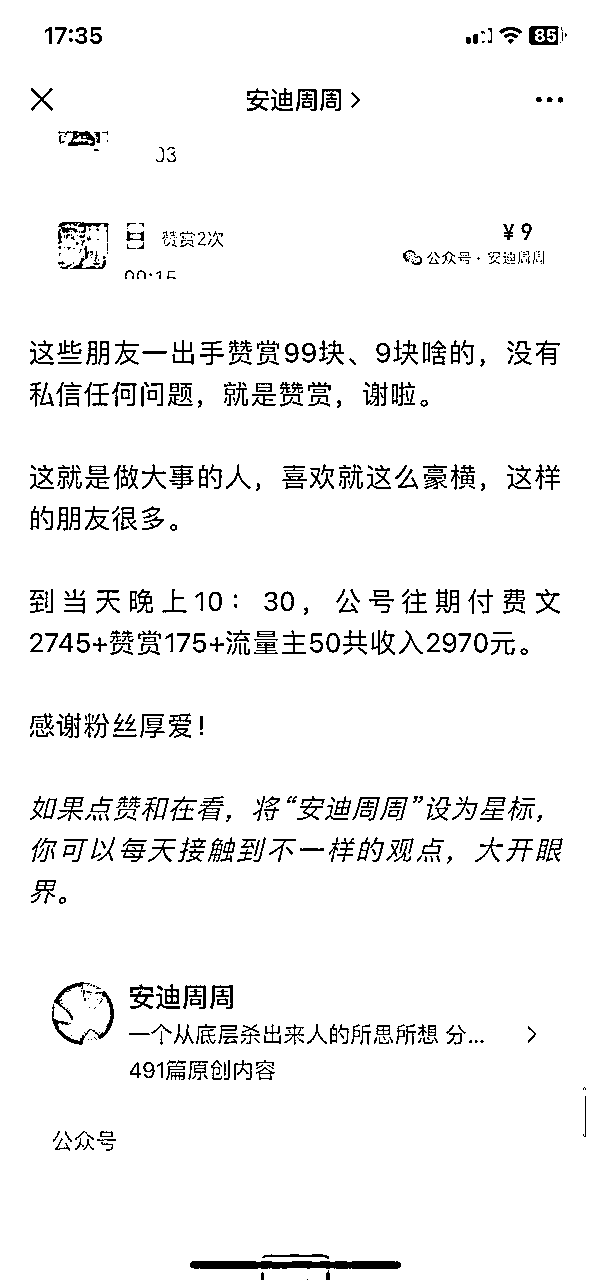 17:35
85
安迪周周
03
赞赏2次
¥9
公众号·安迪周周
00:15
这些朋友一出手赞赏99块、9块啥的，没有
私信任何问题，就是赞赏，谢啦。
这就是做大事的人，喜欢就这么豪横，这样
的朋友很多。
到当天晚上10：30，公号往期付费文
2745+赞赏175+流量主50共收入2970元。
感谢粉丝厚爱！
如果点赞和在看，将“安迪周周”设为星标，
你可以每天接触到不一样的观点，大开眼
界。
安迪周周
一个从底层杀出来人的所思所想 分...
491篇原创内容
公众号